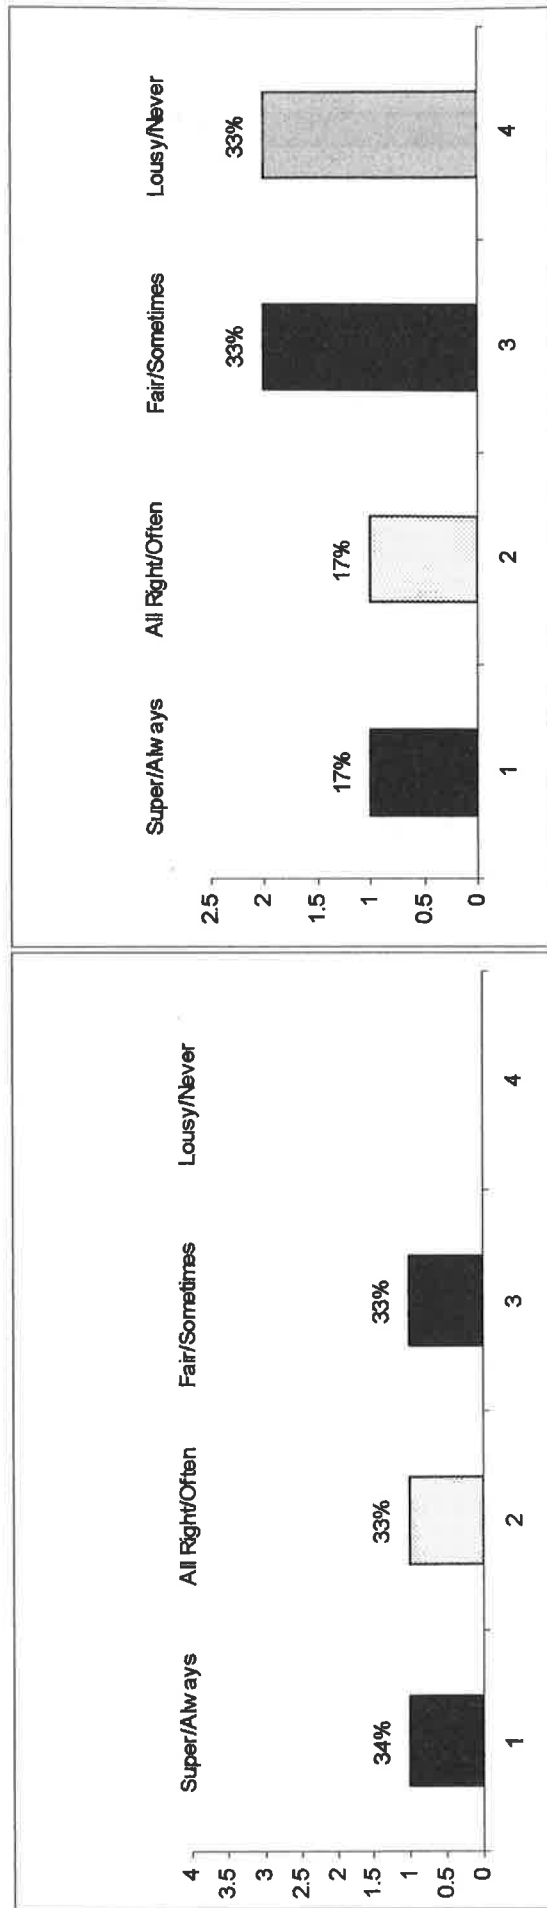 Super/Always All Right/Often Fair/Sometimes Lousy/Never
4
3.5
3
2.5
2
1.5
1
0.5
0
34% 33% 33%
1 2 3 4
Super/Always All Right/Often Fair/Sometimes Lousy/Never
2.5
2
1.5
1
0.5
0
17% 17% 33% 33%
1 2 3 4